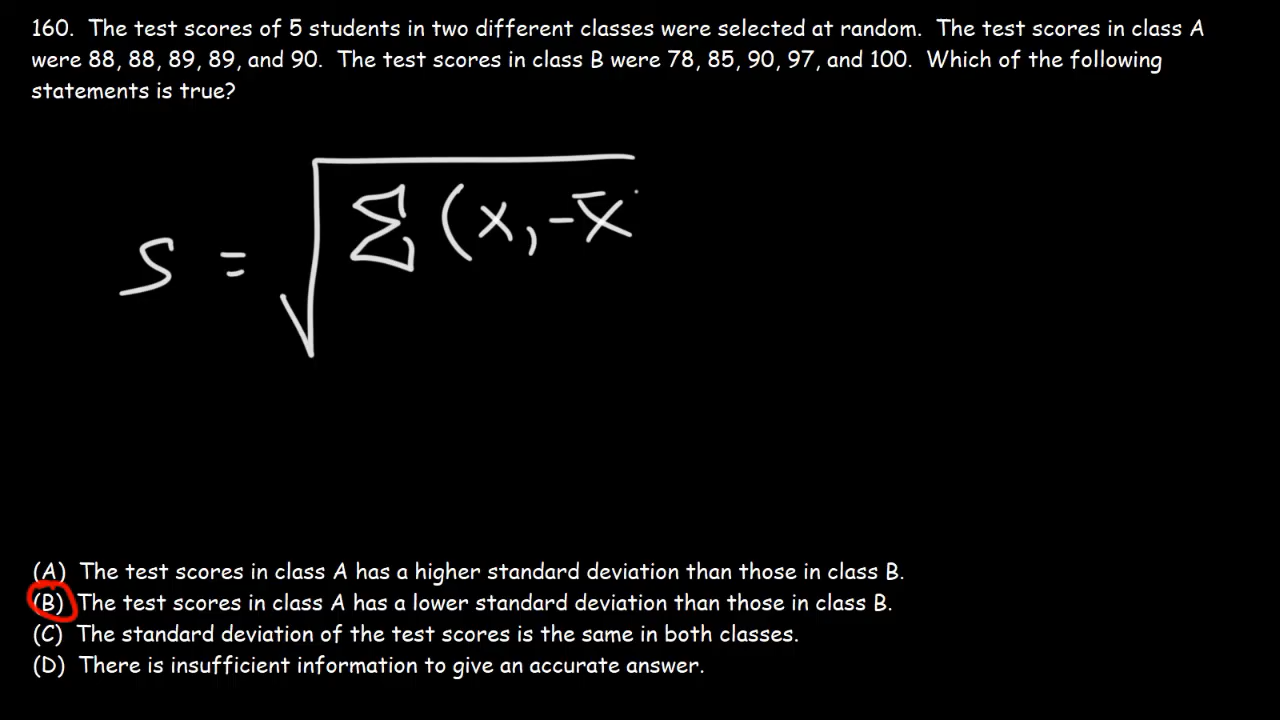 160. The test scores of 5 students in two different classes were selected at random. The test scores in class A
were 88, 88, 89, 89, and 90. The test scores in class B were 78, 85, 90, 97, and 100. Which of the following
statements is true?
S = √Σ(x, -x̄
(A) The test scores in class A has a higher standard deviation than those in class B.
(B) The test scores in class A has a lower standard deviation than those in class B.
(C) The standard deviation of the test scores is the same in both classes.
(D) There is insufficient information to give an accurate answer.